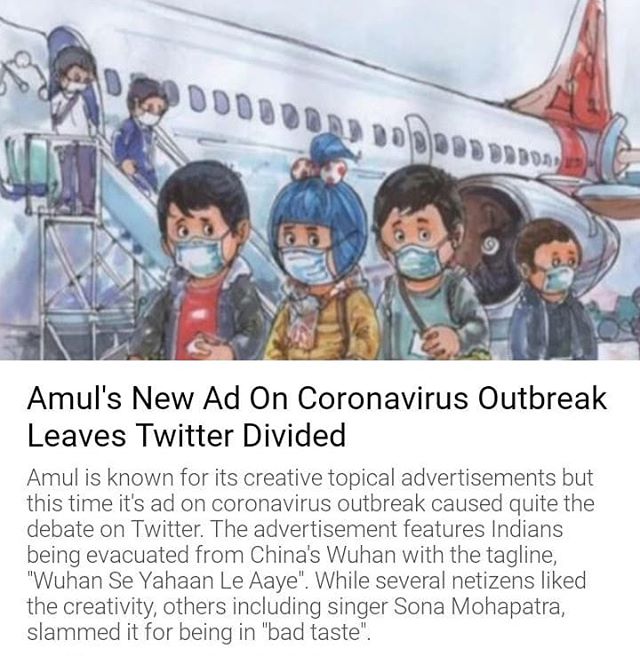 Amul's New Ad On Coronavirus Outbreak
Leaves Twitter Divided
Amul is known for its creative topical advertisements but
this time it's ad on coronavirus outbreak caused quite the
debate on Twitter. The advertisement features Indians
being evacuated from China's Wuhan with the tagline,
"Wuhan Se Yahaan Le Aaye". While several netizens liked
the creativity, others including singer Sona Mohapatra,
slammed it for being in "bad taste".